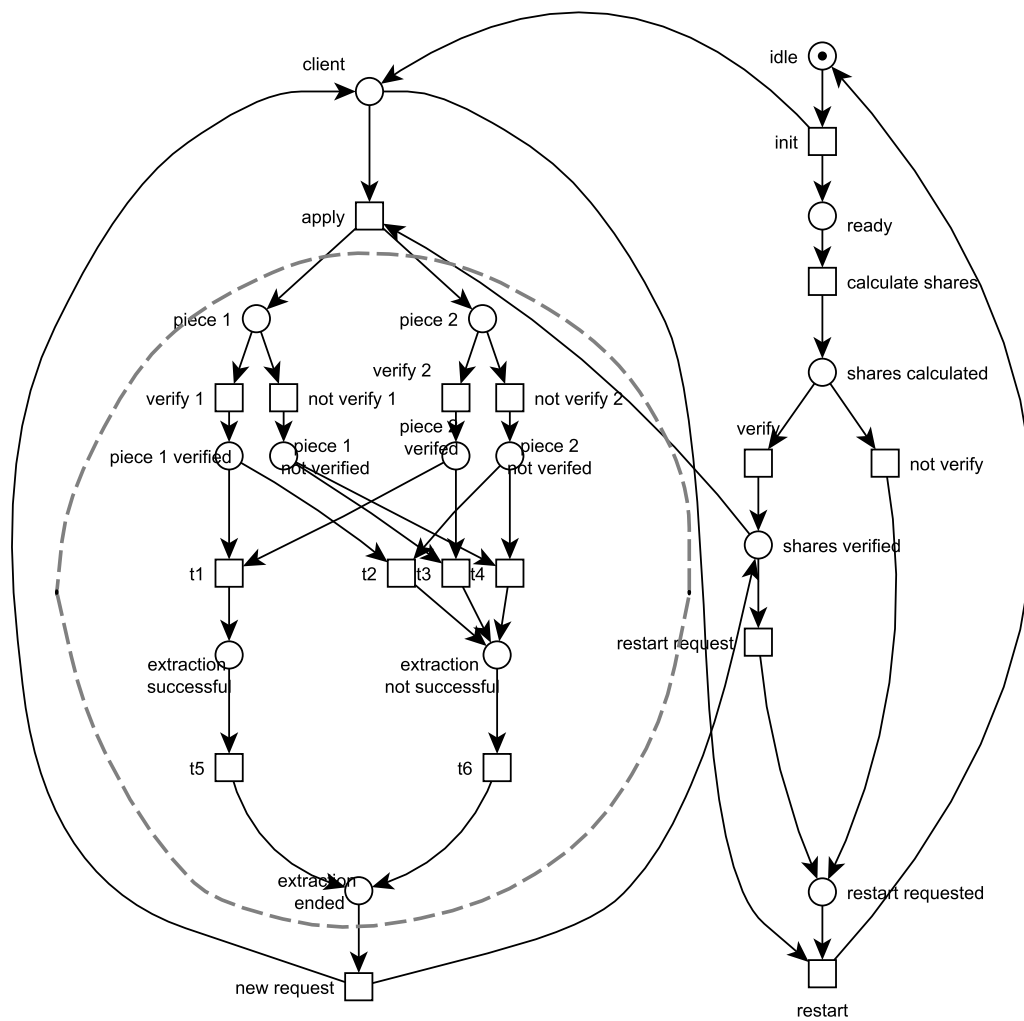 idle
client
init
apply
ready
calculate shares
piece 1
piece 2
verify 2
shares calculated
verify 1
not verify 1
not verify 2
piece 2
verifed
verify
piece 1 verified
piece 1
not verified
piece 2
not verifed
not verify
shares verified
t1
t2
t3
t4
restart request
extraction
successful
extraction
not successful
t5
t6
extraction
ended
restart requested
new request
restart